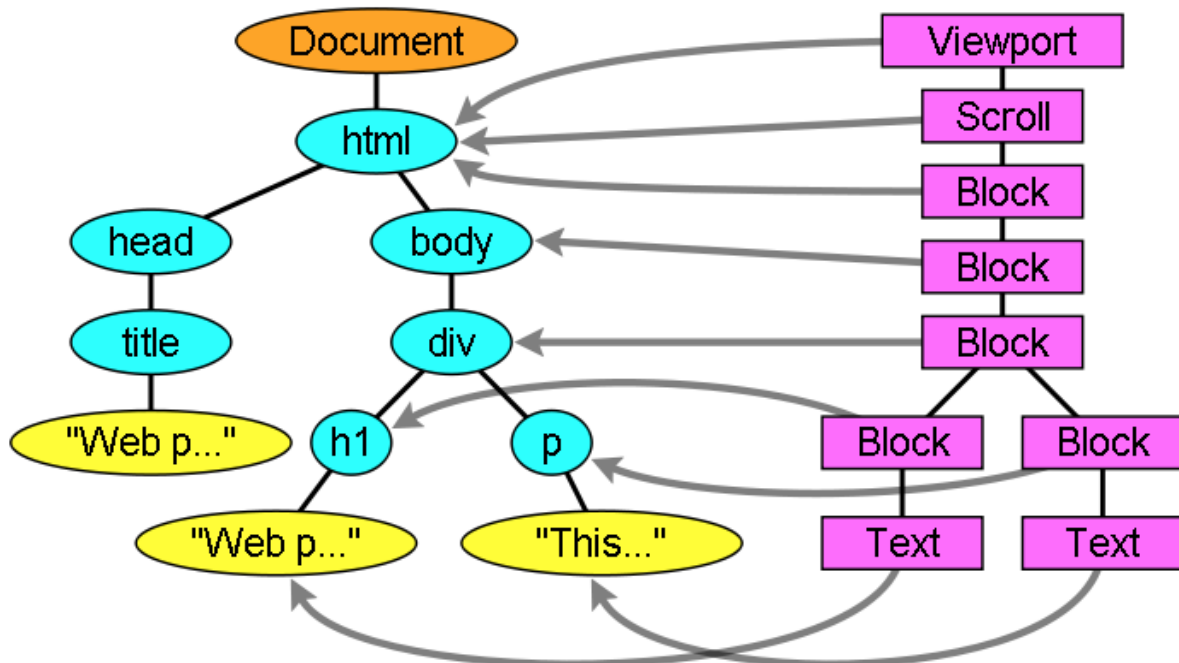 Document
Viewport
html
Scroll
Block
head
body
Block
title
div
Block
"Web p..."
h1
p
Block
Block
"Web p..."
"This..."
Text
Text